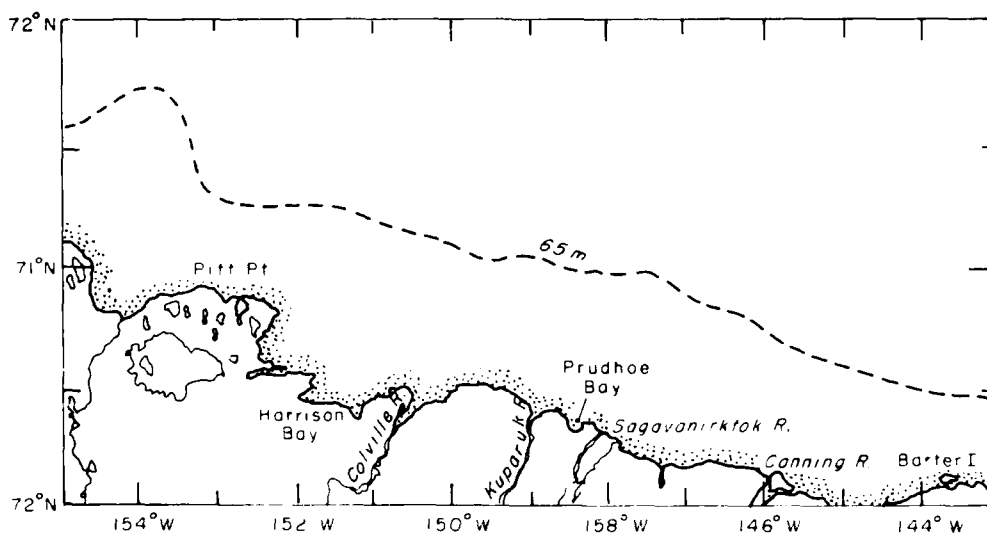 72°N
65 m
71°N
Pitt Pt.
Prudhoe
Bay
Harrison
Bay
Colville R.
Kuparuk R.
Sagavanirktok R.
Canning R.
Barter I.
72°N
154°W
152°W
150°W
158°W
146°W
144°W